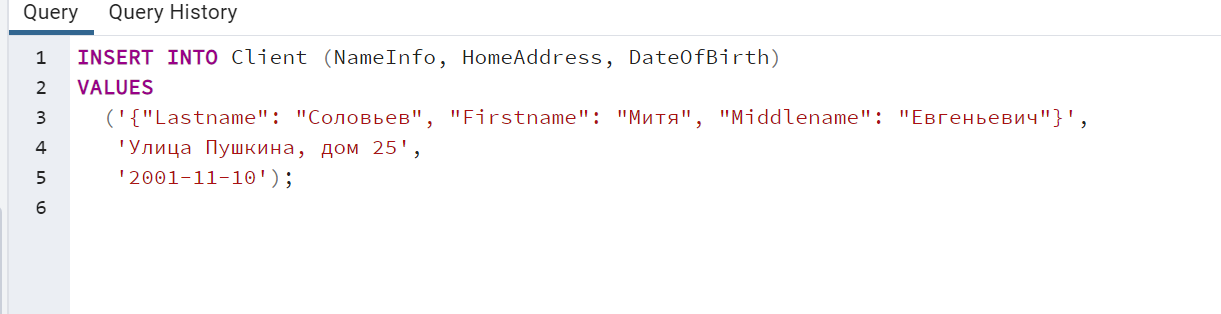 Query Query History
1 INSERT INTO Client (NameInfo, HomeAddress, DateOfBirth)
2 VALUES
3 ('{"Lastname": "Соловьев", "Firstname": "Митя", "Middlename": "Евгеньевич"}',
4 'Улица Пушкина, дом 25',
5 '2001-11-10');
6